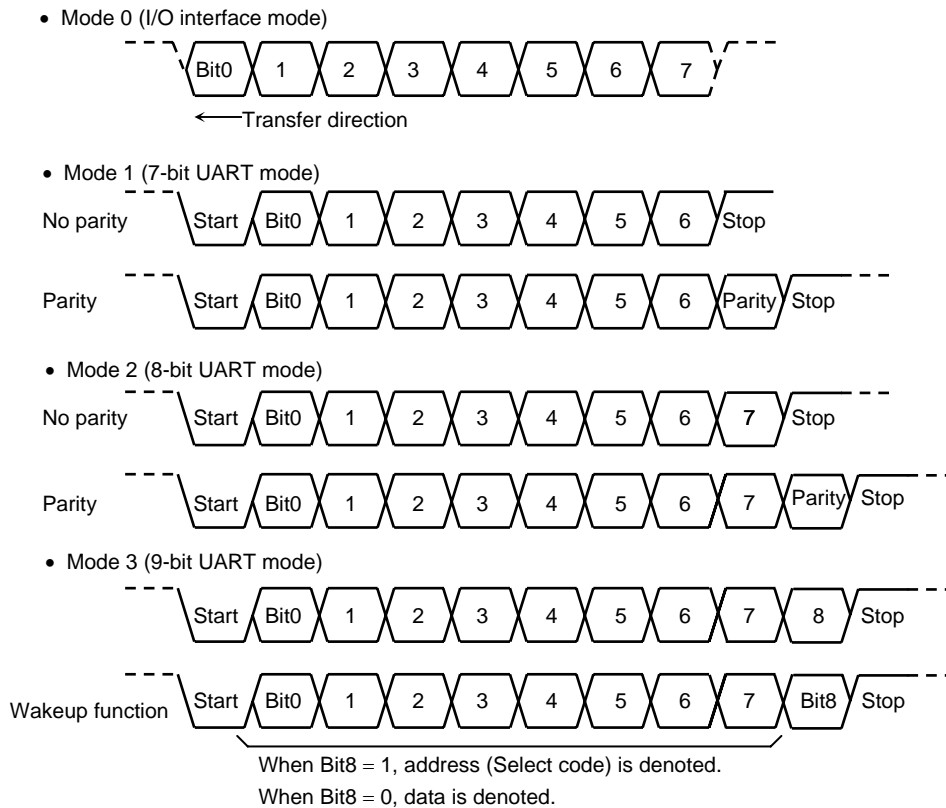 • Mode 0 (I/O interface mode)
Bit0 1 2 3 4 5 6 7
Transfer direction
• Mode 1 (7-bit UART mode)
No parity Start Bit0 1 2 3 4 5 6 Stop
Parity Start Bit0 1 2 3 4 5 6 Parity Stop
• Mode 2 (8-bit UART mode)
No parity Start Bit0 1 2 3 4 5 6 7 Stop
Parity Start Bit0 1 2 3 4 5 6 7 Parity Stop
• Mode 3 (9-bit UART mode)
Start Bit0 1 2 3 4 5 6 7 8 Stop
Wakeup function Start Bit0 1 2 3 4 5 6 7 Bit8 Stop
When Bit8 = 1, address (Select code) is denoted.
When Bit8 = 0, data is denoted.